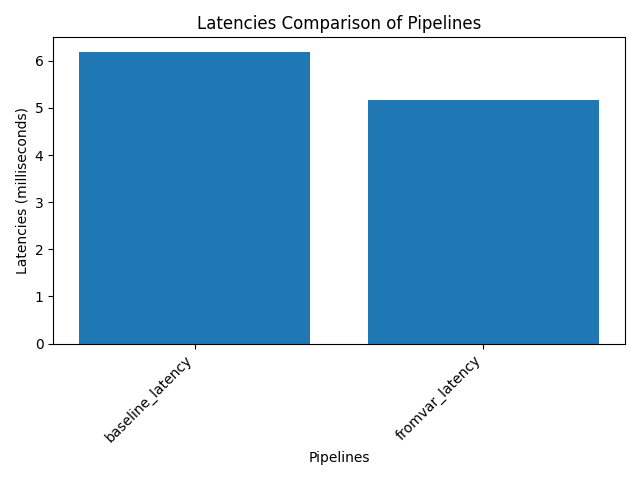 Latencies Comparison of Pipelines
Latencies (milliseconds)
6
5
4
3
2
1
0
baseline_latency
fromvar_latency
Pipelines